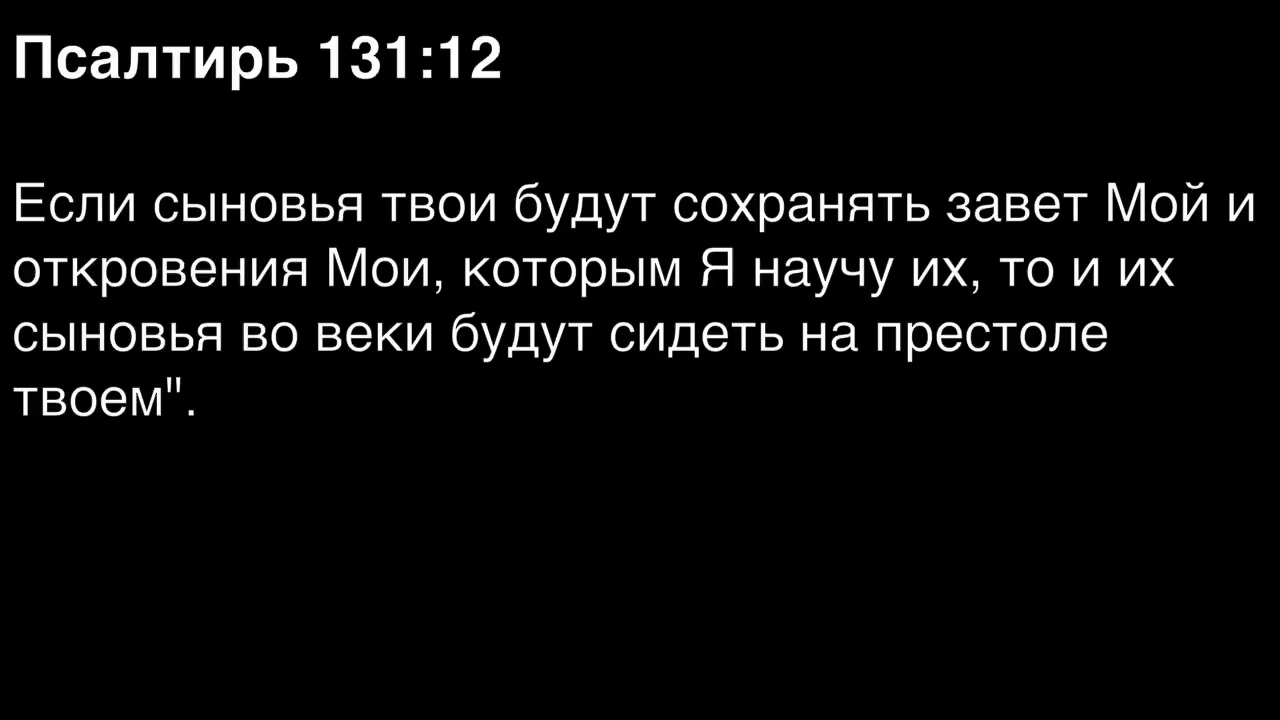 Псалтирь 131:12
Если сыновья твои будут сохранять завет Мой и
откровения Мои, которым Я научу их, то и их
сыновья во веки будут сидеть на престоле
твоем".